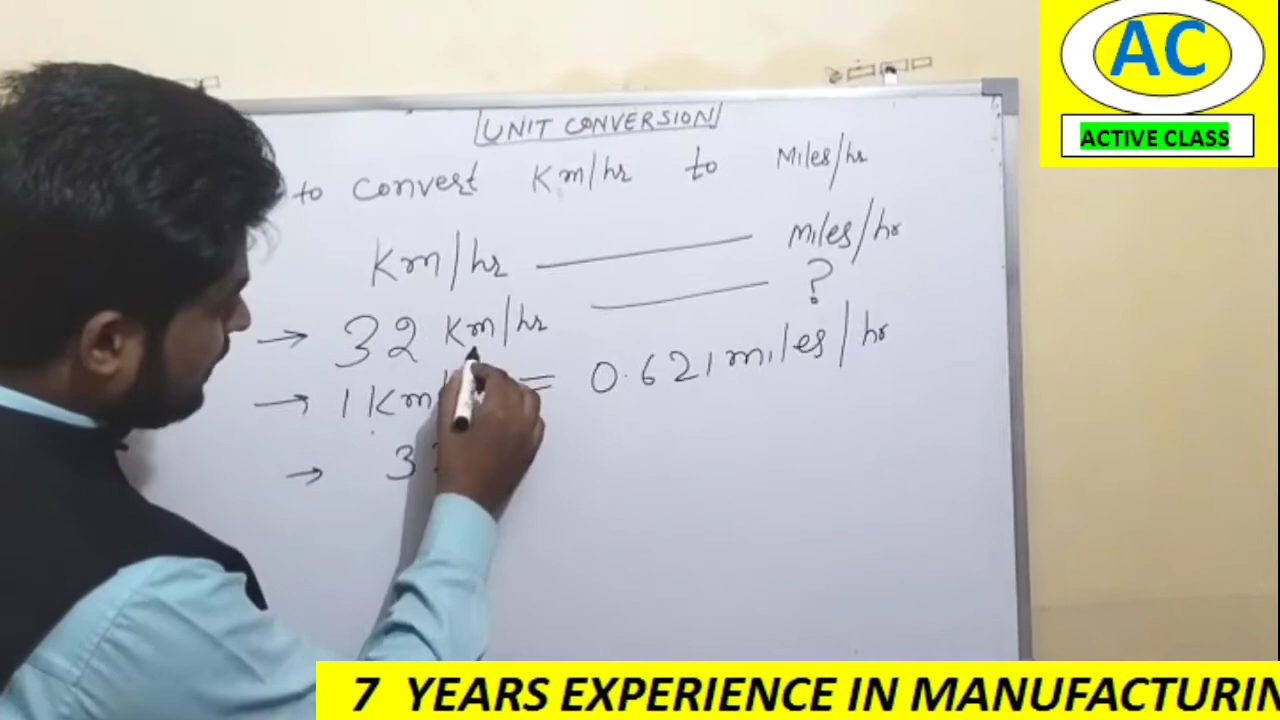 AC
ACTIVE CLASS
UNIT CONVERSION
to convert Km/hr to Miles/hr
Km/hr — Miles/hr
→ 32 Km/hr — ?
→ 1 Km = 0.621 miles/hr
→ 3
7 YEARS EXPERIENCE IN MANUFACTURIN